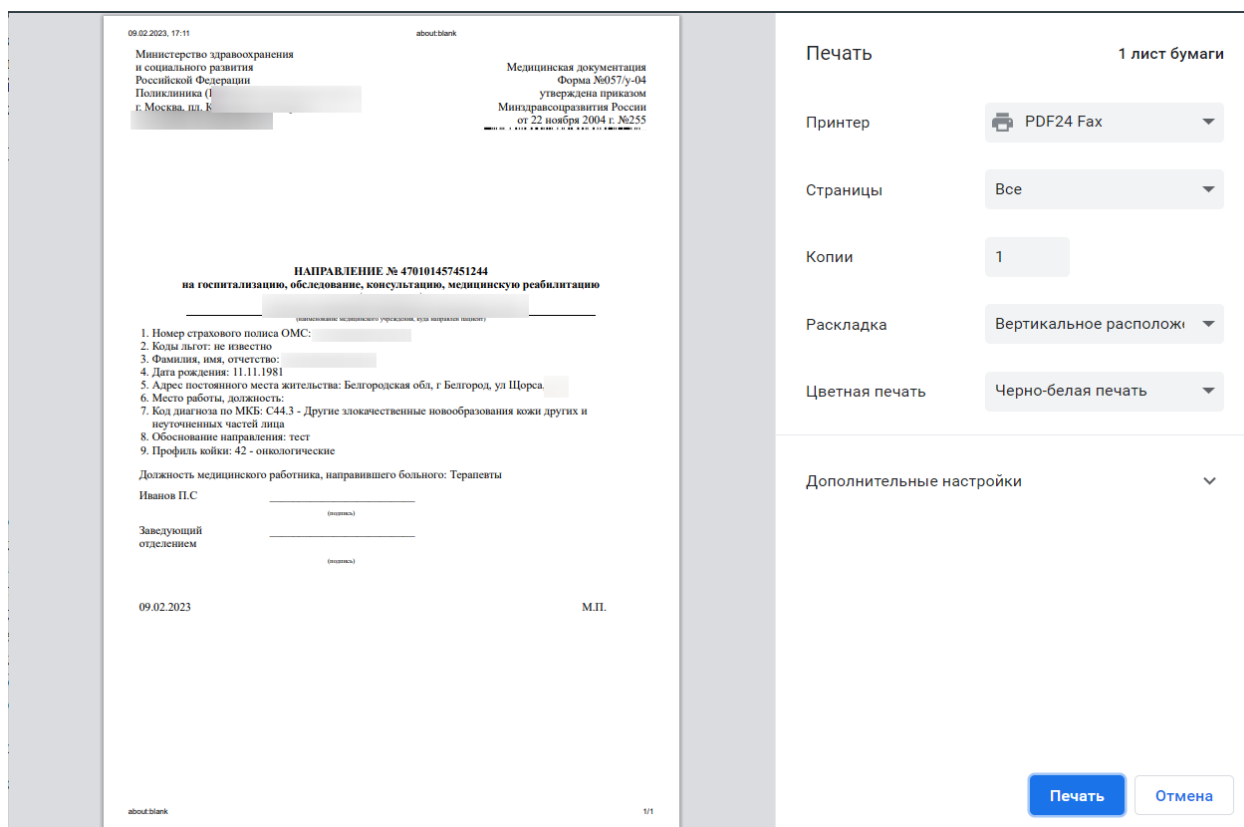 09.02.2023, 17:11
about:blank
Министерство здравоохранения
и социального развития
Российской Федерации
Поликлиника
г. Москва, пл.
Медицинская документация
Форма №057/у-04
утверждена приказом
Минздравсоцразвития России
от 22 ноября 2004 г. №255
НАПРАВЛЕНИЕ № 470101457451244
на госпитализацию, обследование, консультацию, медицинскую реабилитацию
(наименование медицинского учреждения, куда направлен пациент)
1. Номер страхового полиса ОМС:
2. Коды льгот: не известно
3. Фамилия, имя, отчетство:
4. Дата рождения: 11.11.1981
5. Адрес постоянного места жительства: Белгородская обл, г Белгород, ул Щорса
6. Место работы, должность:
7. Код диагноза по МКБ: C44.3 - Другие злокачественные новообразования кожи других и
неуточненных частей лица
8. Обоснование направления: тест
9. Профиль койки: 42 - онкологические
Должность медицинского работника, направившего больного: Терапевты
Иванов П.С
(подпись)
Заведующий
отделением
(подпись)
09.02.2023
М.П.
about:blank
1/1
Печать
1 лист бумаги
Принтер
PDF24 Fax
Страницы
Все
Копии
1
Раскладка
Вертикальное располож
Цветная печать
Черно-белая печать
Дополнительные настройки
Печать
Отмена